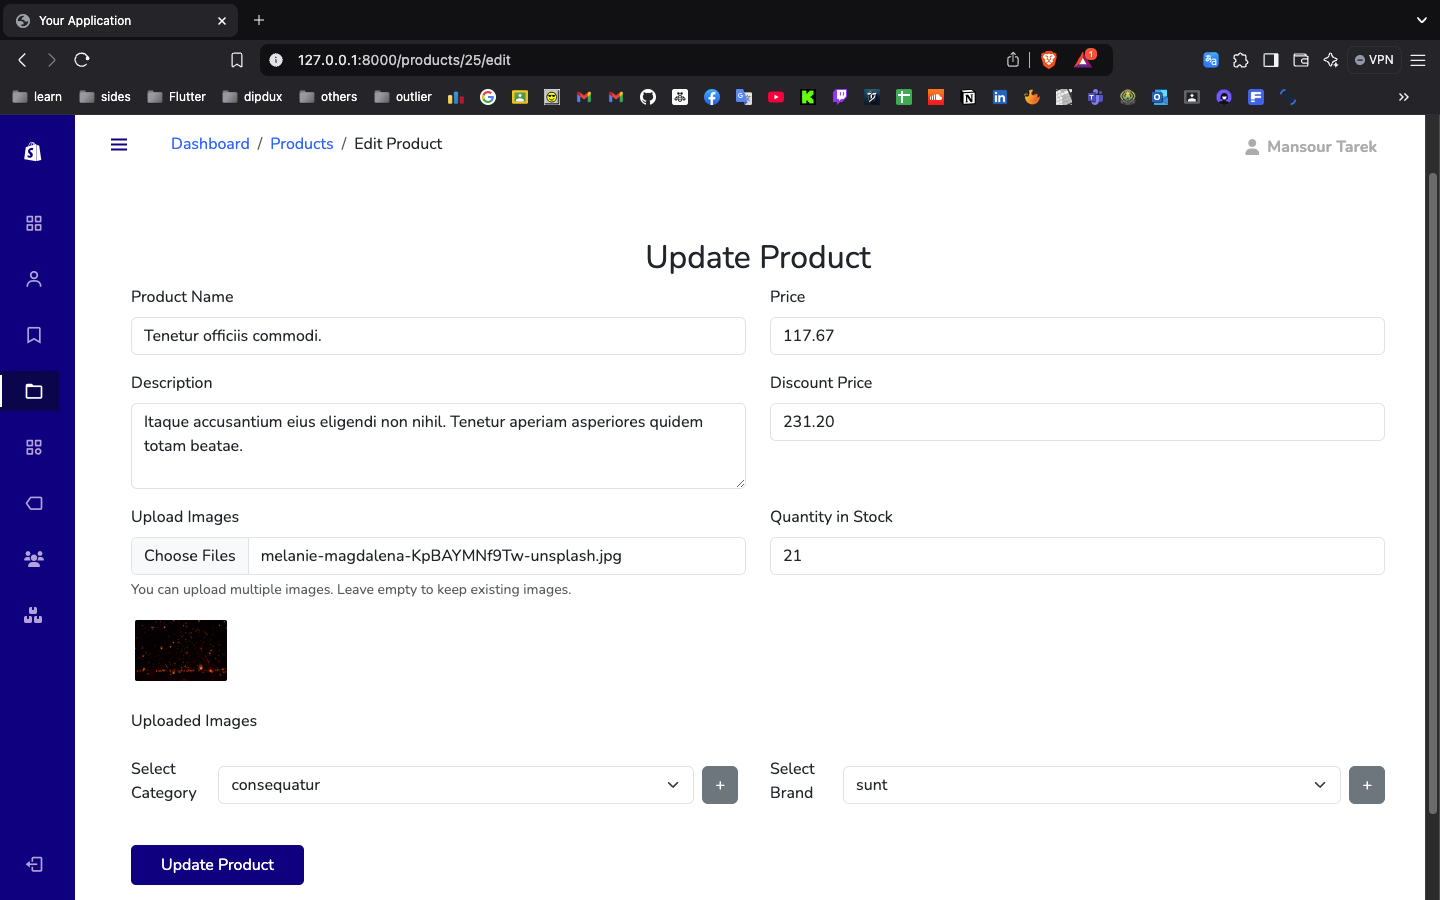 Your Application
127.0.0.1:8000/products/25/edit
1
VPN
learn
sides
Flutter
dipdux
others
outlier
Dashboard / Products / Edit Product
Mansour Tarek
Update Product
Product Name
Price
Tenetur officiis commodi.
117.67
Description
Discount Price
Itaque accusantium eius eligendi non nihil. Tenetur aperiam asperiores quidem
totam beatae.
231.20
Upload Images
Quantity in Stock
Choose Files
melanie-magdalena-KpBAYMNf9Tw-unsplash.jpg
21
You can upload multiple images. Leave empty to keep existing images.
Uploaded Images
Select
Category
consequatur
+
Select
Brand
sunt
+
Update Product